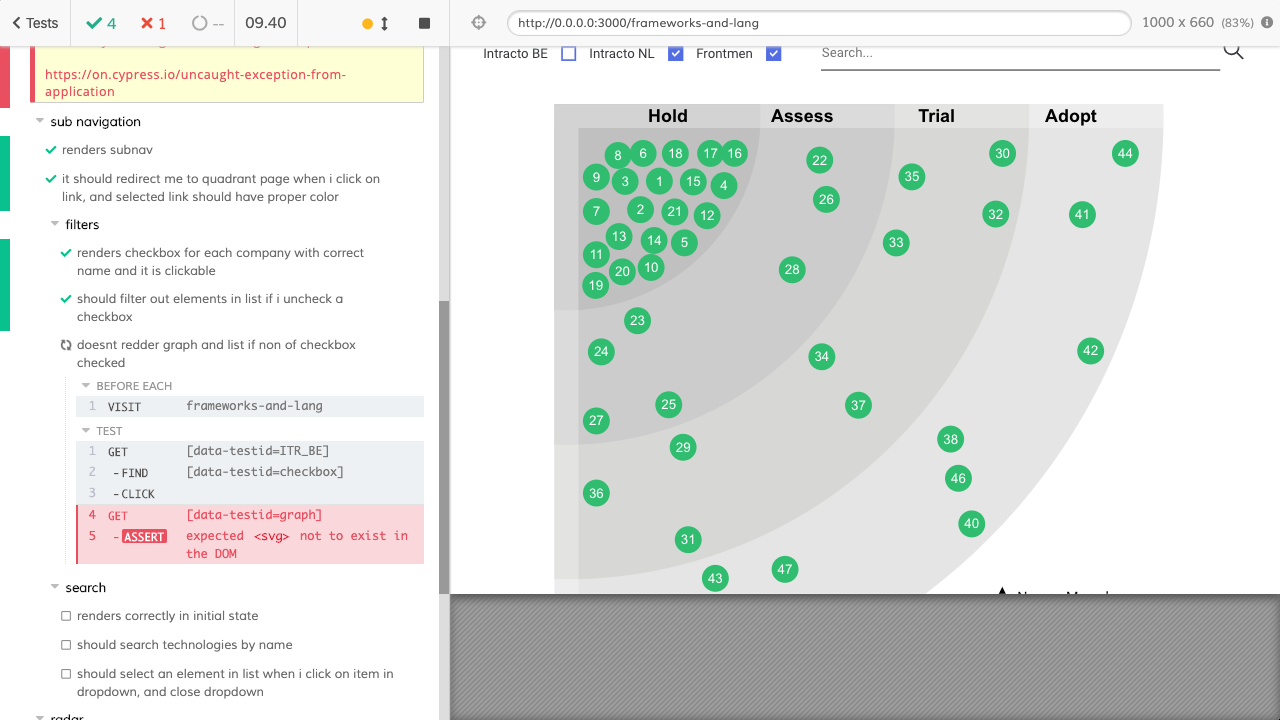 Tests
4
1
--
09.40
http://0.0.0.0:3000/frameworks-and-lang
1000 x 660 (83%)
https://on.cypress.io/uncaught-exception-from-
application
sub navigation
renders subnav
it should redirect me to quadrant page when i click on
link, and selected link should have proper color
filters
renders checkbox for each company with correct
name and it is clickable
should filter out elements in list if i uncheck a
checkbox
doesnt redder graph and list if non of checkbox
checked
BEFORE EACH
1 VISIT frameworks-and-lang
TEST
1 GET [data-testid=ITR_BE]
2 -FIND [data-testid=checkbox]
3 -CLICK
4 GET [data-testid=graph]
5 -ASSERT expected <svg> not to exist in
the DOM
search
renders correctly in initial state
should search technologies by name
should select an element in list when i click on item in
dropdown, and close dropdown
radar
Intracto BE Intracto NL Frontmen Search...
Hold Assess Trial Adopt
8 6 18 17 16 22 30 44
9 3 1 15 4 35
7 2 21 12 26 32 41
13 14 5 33
11 20 10 28
19
23
24 34 42
25 37
27 29 38
36 46
31 40
43 47